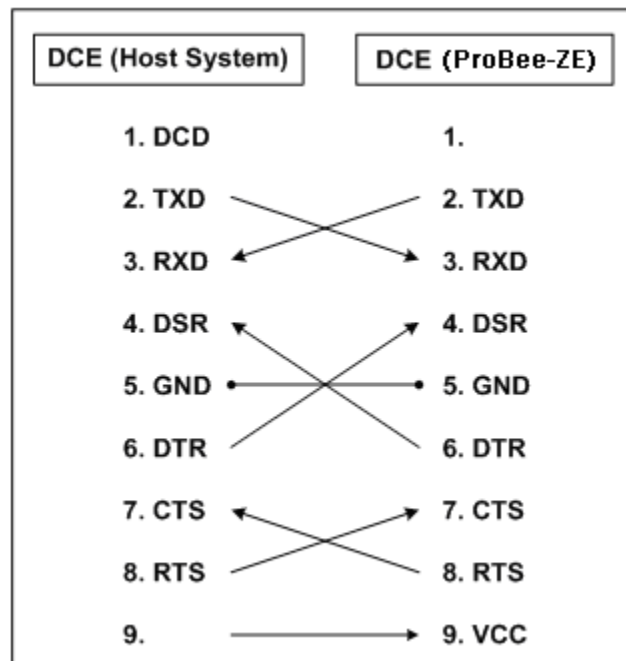 DCE (Host System) DCE (ProBee-ZE)
1. DCD 1.
2. TXD 2. TXD
3. RXD 3. RXD
4. DSR 4. DSR
5. GND 5. GND
6. DTR 6. DTR
7. CTS 7. CTS
8. RTS 8. RTS
9. 9. VCC